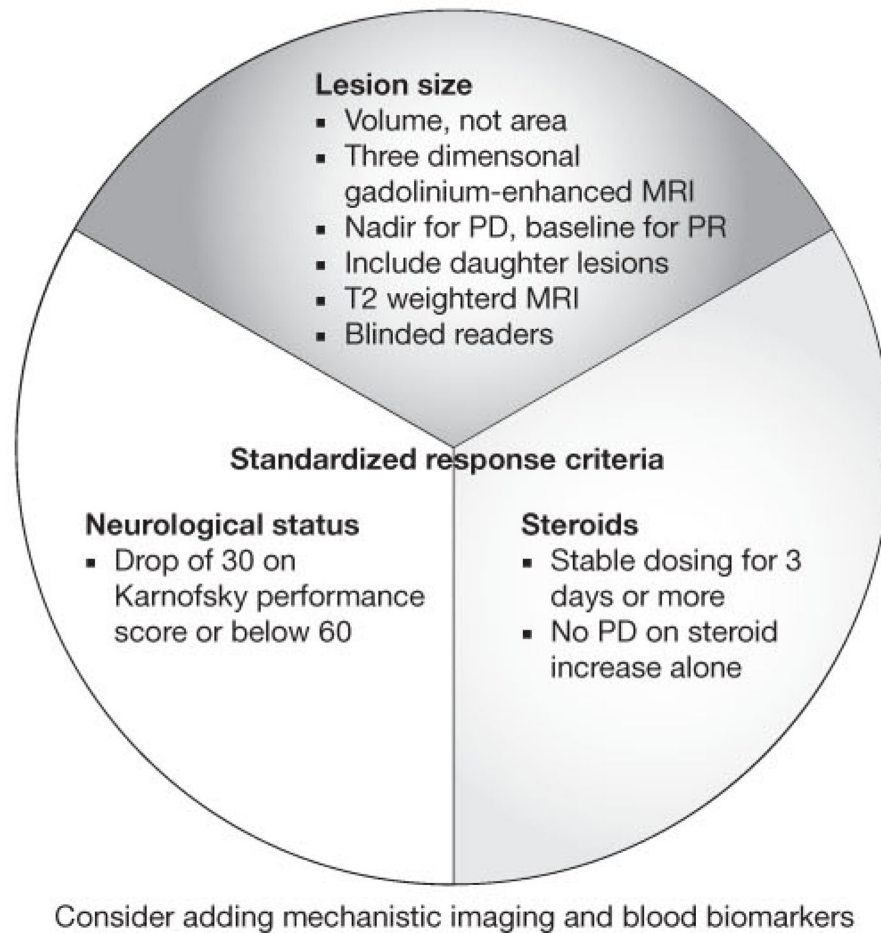 Lesion size
▪ Volume, not area
▪ Three dimensonal
gadolinium-enhanced MRI
▪ Nadir for PD, baseline for PR
▪ Include daughter lesions
▪ T2 weighterd MRI
▪ Blinded readers
Standardized response criteria
Neurological status
▪ Drop of 30 on
Karnofsky performance
score or below 60
Steroids
▪ Stable dosing for 3
days or more
▪ No PD on steroid
increase alone
Consider adding mechanistic imaging and blood biomarkers